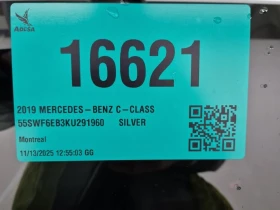 ADESA
16621
2019 MERCEDES-BENZ C-CLASS
55SWF6EB3KU291960 SILVER
Montreal
11/13/2025 12:55:03 GG